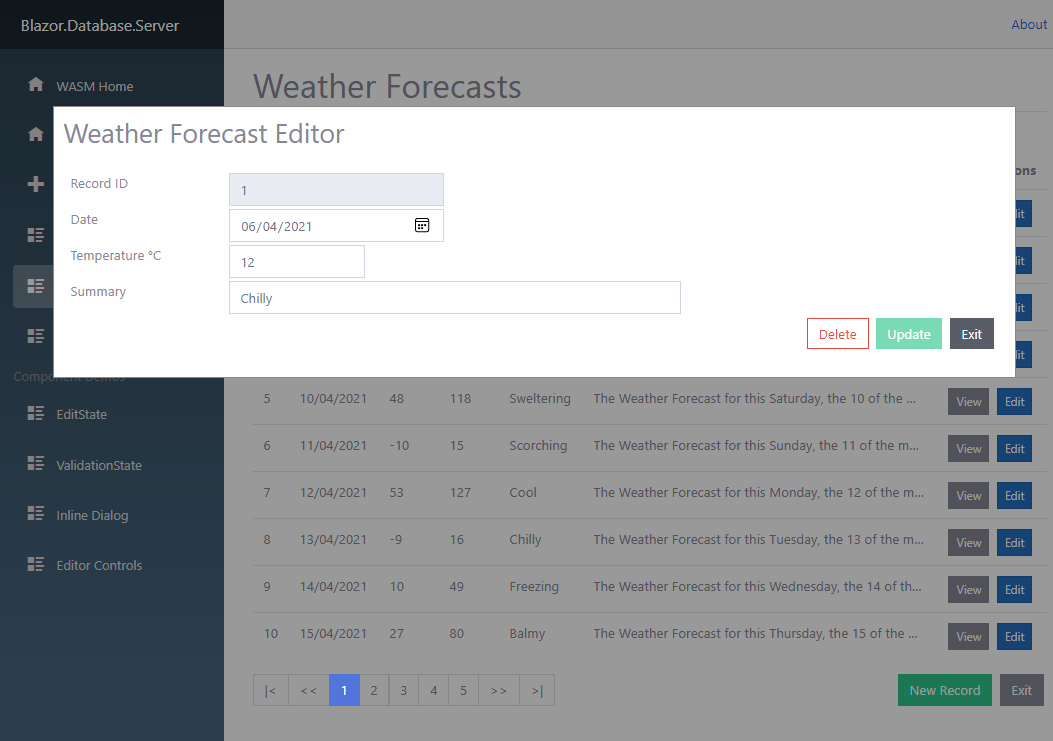 Blazor.Database.Server
About
WASM Home
Weather Forecasts
Weather Forecast Editor
Record ID 1
Date 06/04/2021
Temperature °C 12
Summary Chilly
Delete Update Exit
Component Demos
EditState
ValidationState
Inline Dialog
Editor Controls
5 10/04/2021 48 118 Sweltering The Weather Forecast for this Saturday, the 10 of the ... View Edit
6 11/04/2021 -10 15 Scorching The Weather Forecast for this Sunday, the 11 of the m... View Edit
7 12/04/2021 53 127 Cool The Weather Forecast for this Monday, the 12 of the m... View Edit
8 13/04/2021 -9 16 Chilly The Weather Forecast for this Tuesday, the 13 of the m... View Edit
9 14/04/2021 10 49 Freezing The Weather Forecast for this Wednesday, the 14 of th... View Edit
10 15/04/2021 27 80 Balmy The Weather Forecast for this Thursday, the 15 of the ... View Edit
|< << 1 2 3 4 5 >> >| New Record Exit